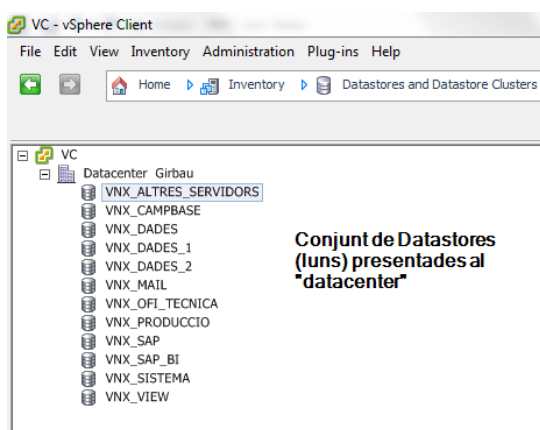 VC - vSphere Client
File Edit View Inventory Administration Plug-ins Help
Home Inventory Datastores and Datastore Clusters
VC
Datacenter Girbau
VNX_ALTRES_SERVIDORS
VNX_CAMPBASE
VNX_DADES
VNX_DADES_1
VNX_DADES_2
VNX_MAIL
VNX_OFI_TECNICA
VNX_PRODUCCIO
VNX_SAP
VNX_SAP_BI
VNX_SISTEMA
VNX_VIEW
Conjunt de Datastores
(luns) presentades al
"datacenter"